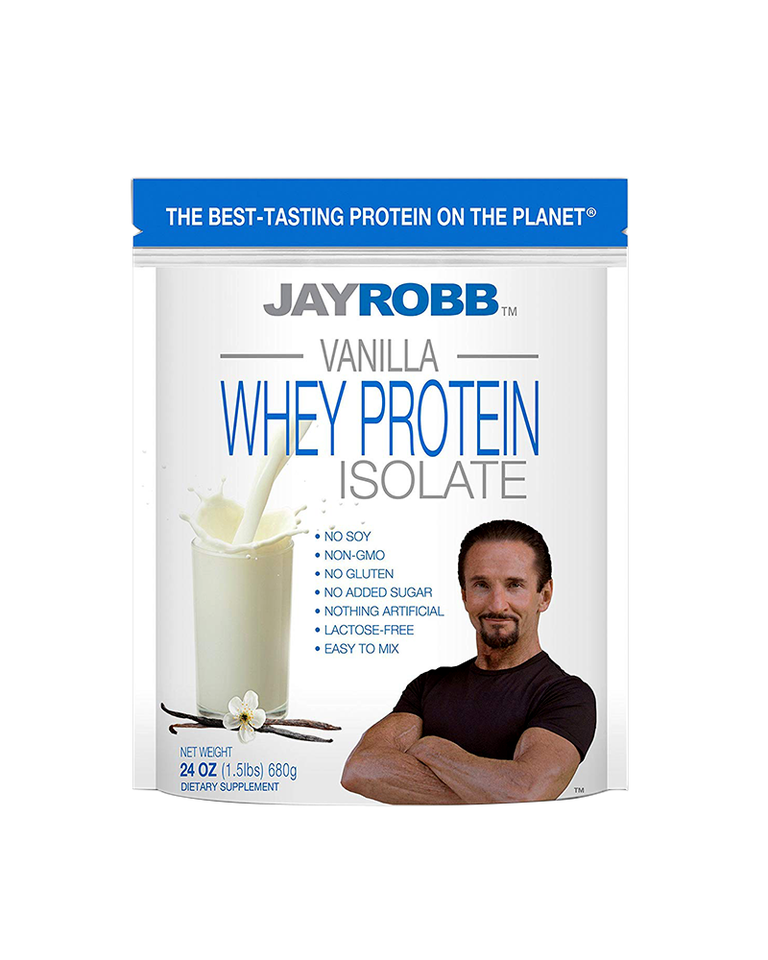 THE BEST-TASTING PROTEIN ON THE PLANET®
JAYROBB™
VANILLA
WHEY PROTEIN
ISOLATE
• NO SOY
• NON-GMO
• NO GLUTEN
• NO ADDED SUGAR
• NOTHING ARTIFICIAL
• LACTOSE-FREE
• EASY TO MIX
NET WEIGHT
24 OZ (1.5lbs) 680g
DIETARY SUPPLEMENT
™